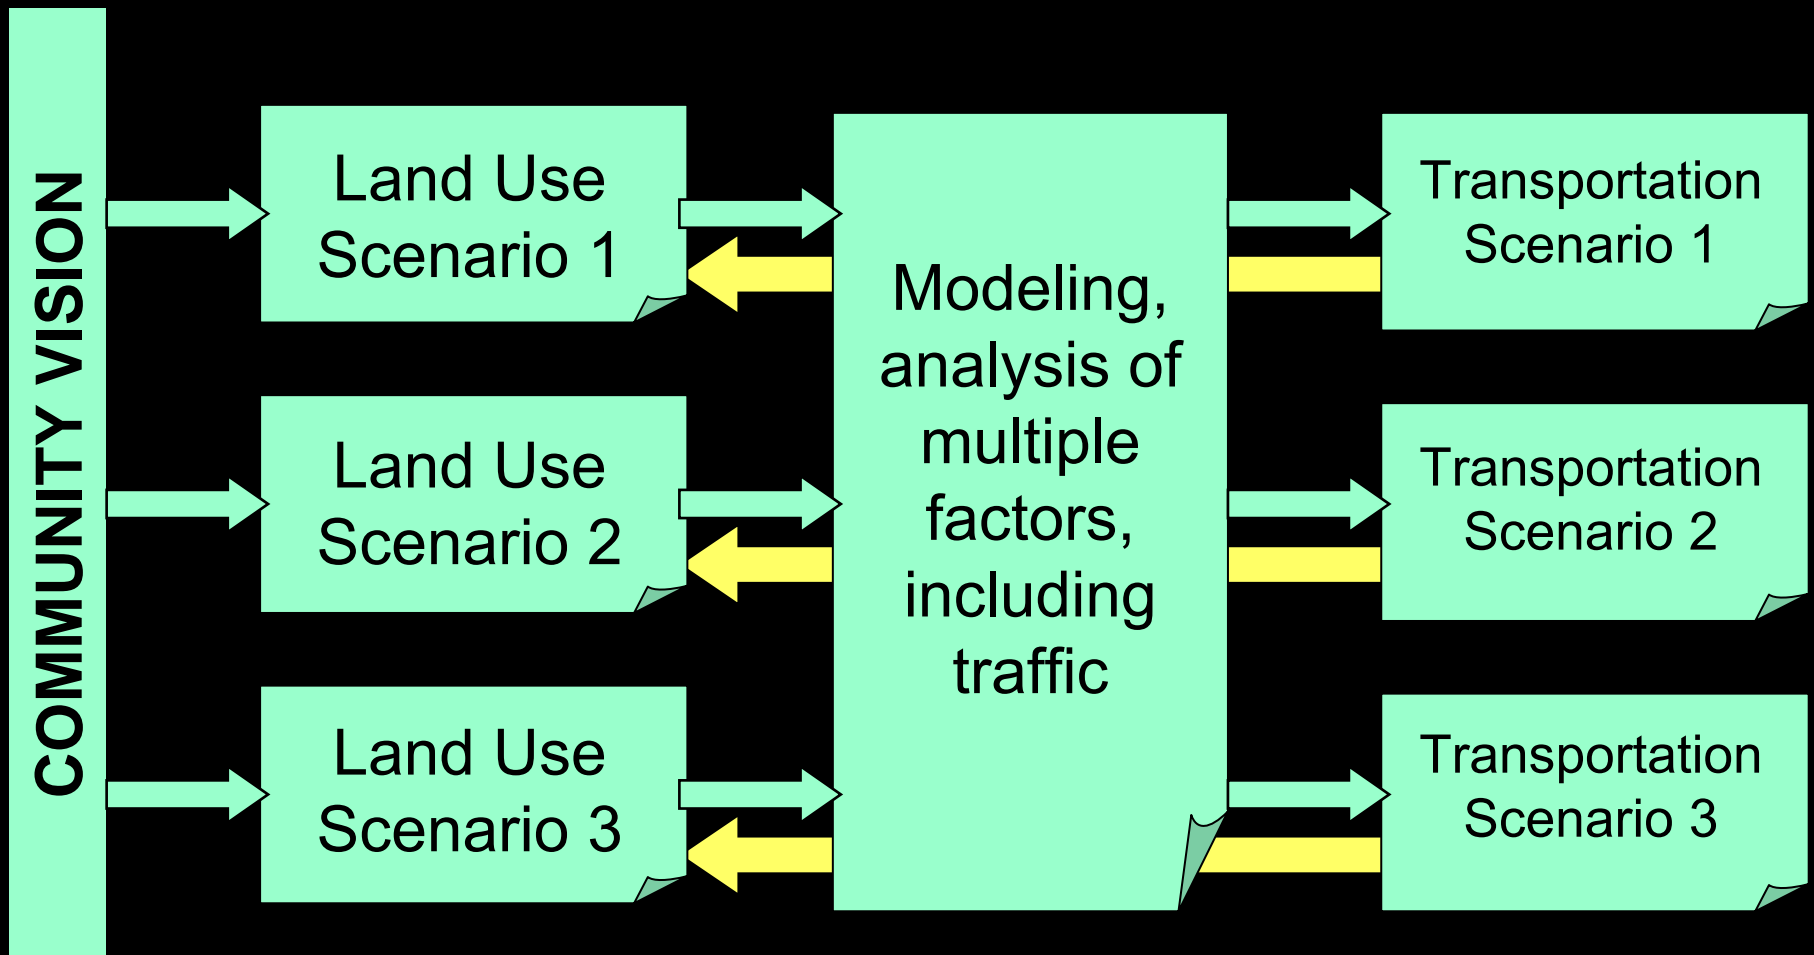 COMMUNITY VISION
Land Use
Scenario 1
Land Use
Scenario 2
Land Use
Scenario 3
Modeling,
analysis of
multiple
factors,
including
traffic
Transportation
Scenario 1
Transportation
Scenario 2
Transportation
Scenario 3